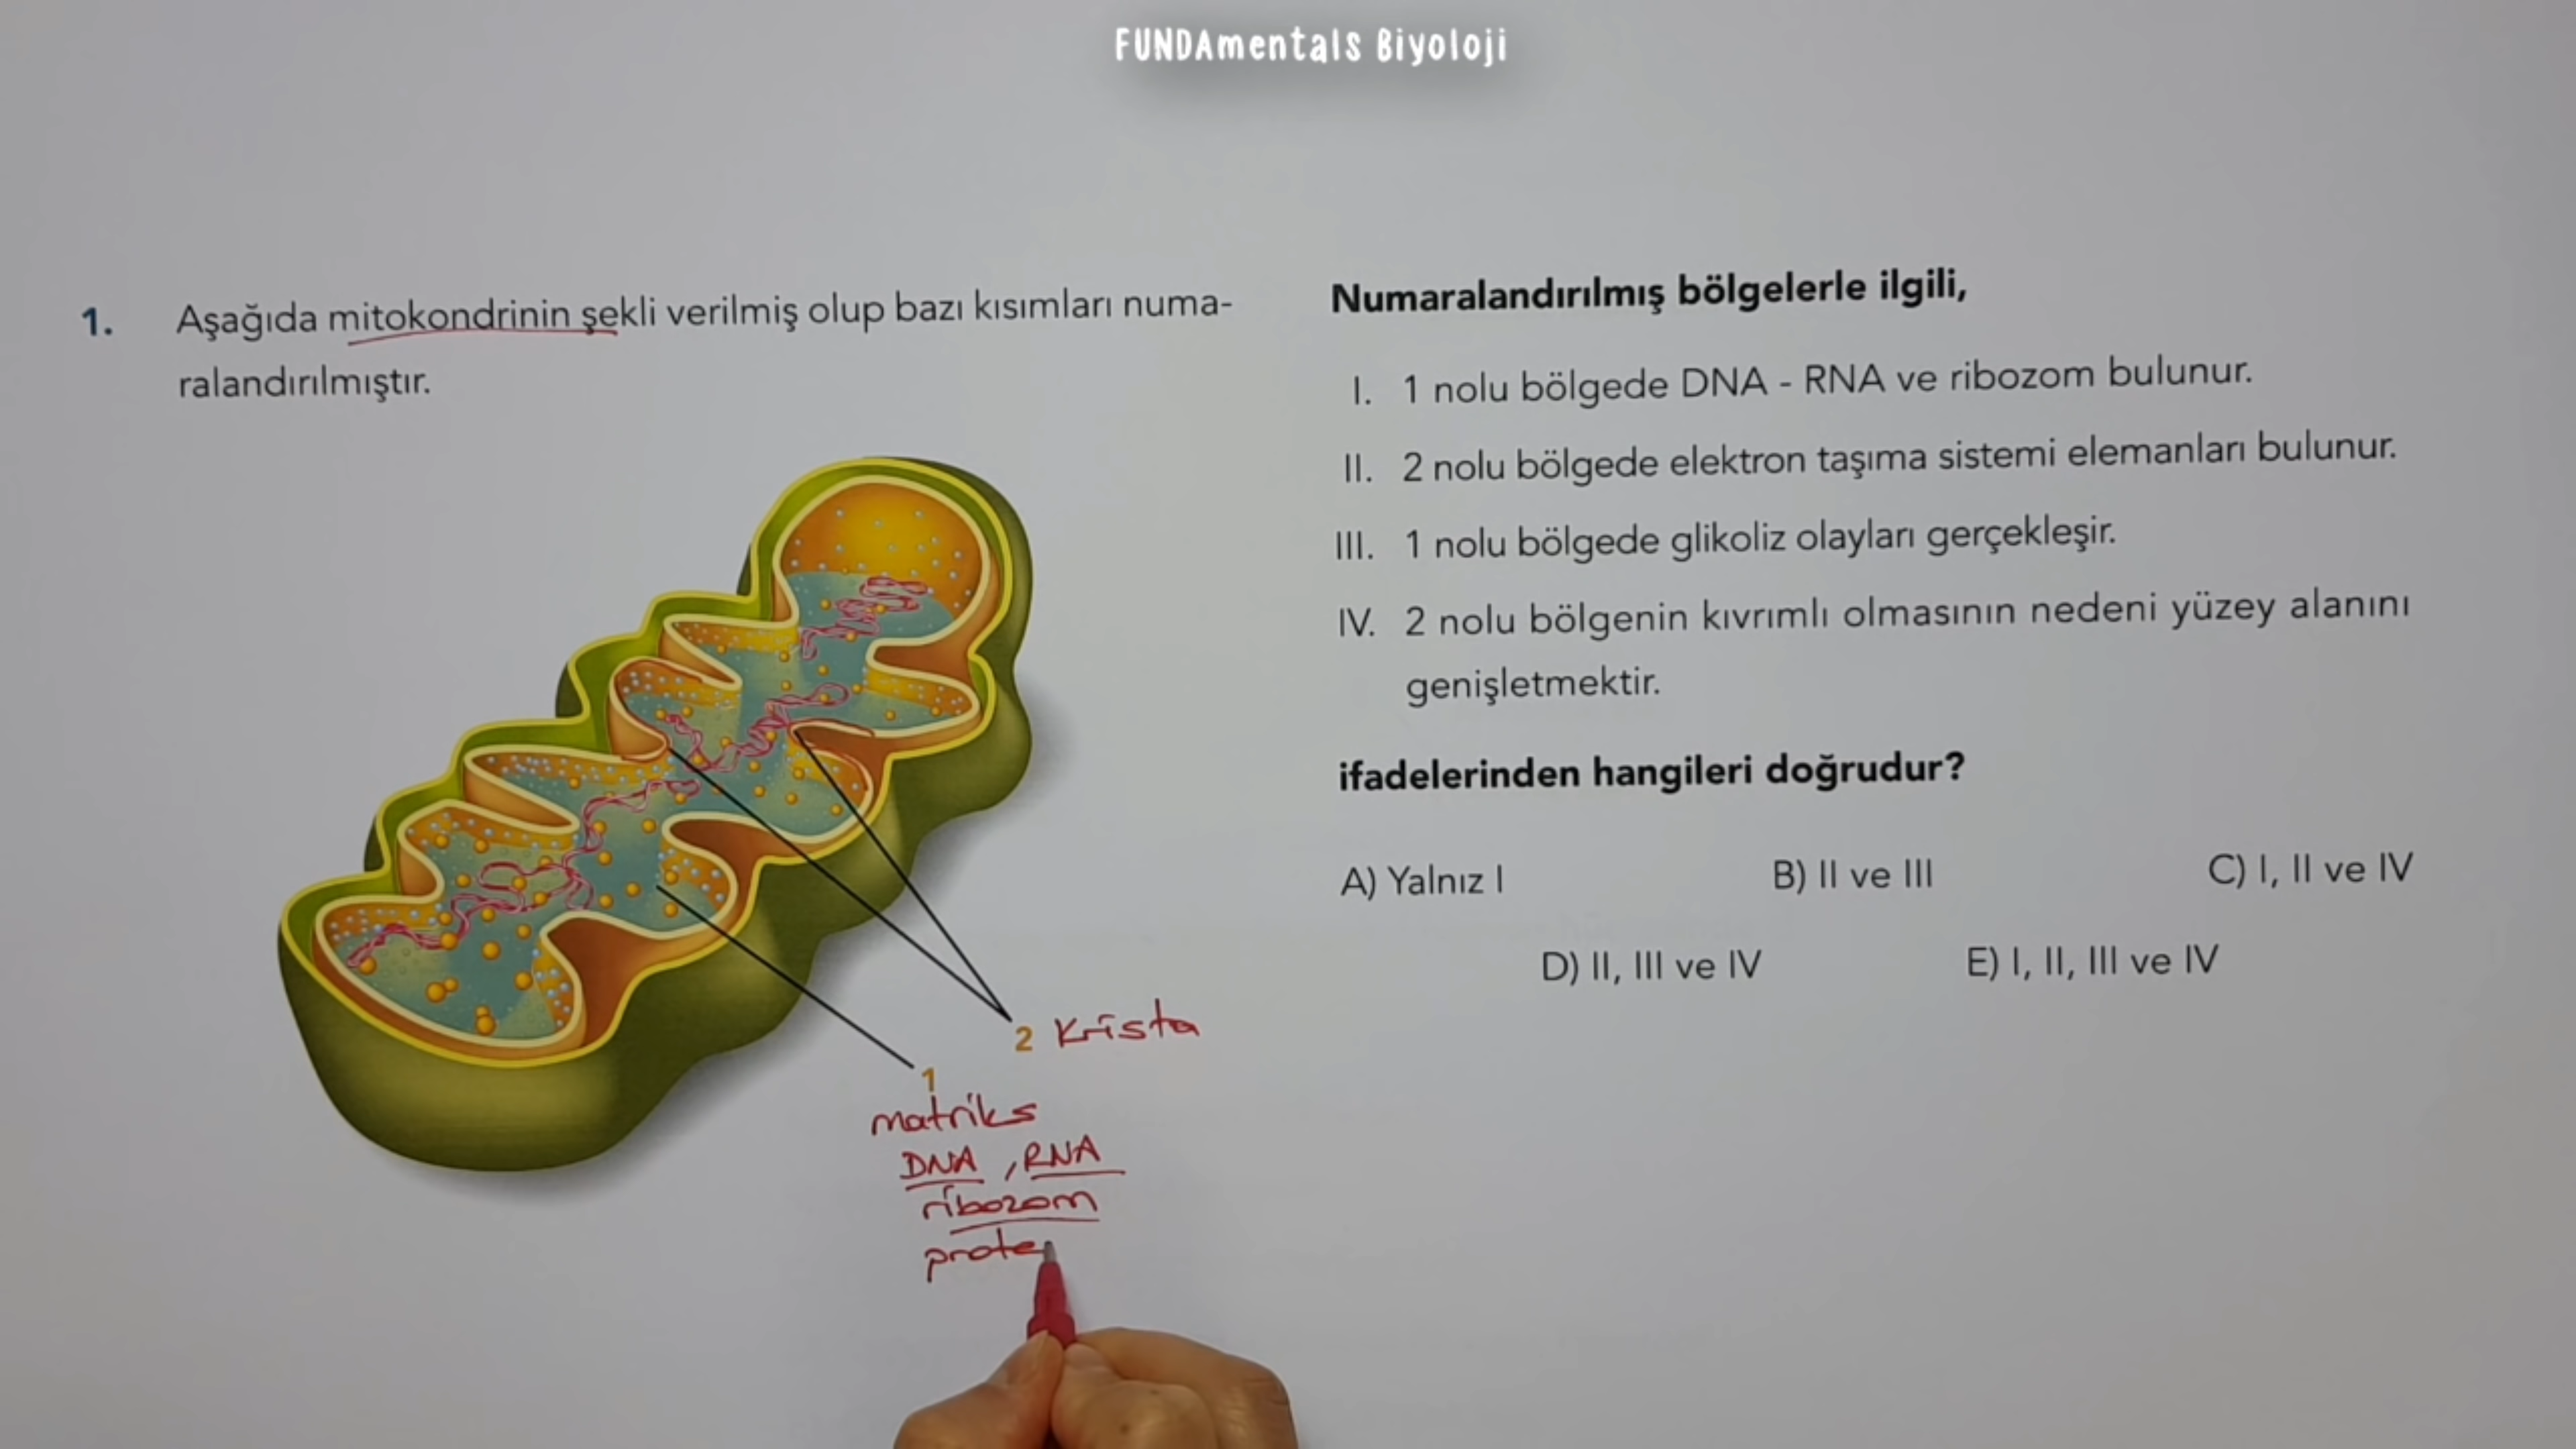 FUNDAmentals Biyoloji
1. Aşağıda mitokondrinin şekli verilmiş olup bazı kısımları numa-
ralandırılmıştır.
2 Krista
1
matriks
DNA, RNA
ribozom
prote
Numaralandırılmış bölgelerle ilgili,
I. 1 nolu bölgede DNA - RNA ve ribozom bulunur.
II. 2 nolu bölgede elektron taşıma sistemi elemanları bulunur.
III. 1 nolu bölgede glikoliz olayları gerçekleşir.
IV. 2 nolu bölgenin kıvrımlı olmasının nedeni yüzey alanını
genişletmektir.
ifadelerinden hangileri doğrudur?
A) Yalnız I B) II ve III C) I, II ve IV
D) II, III ve IV E) I, II, III ve IV